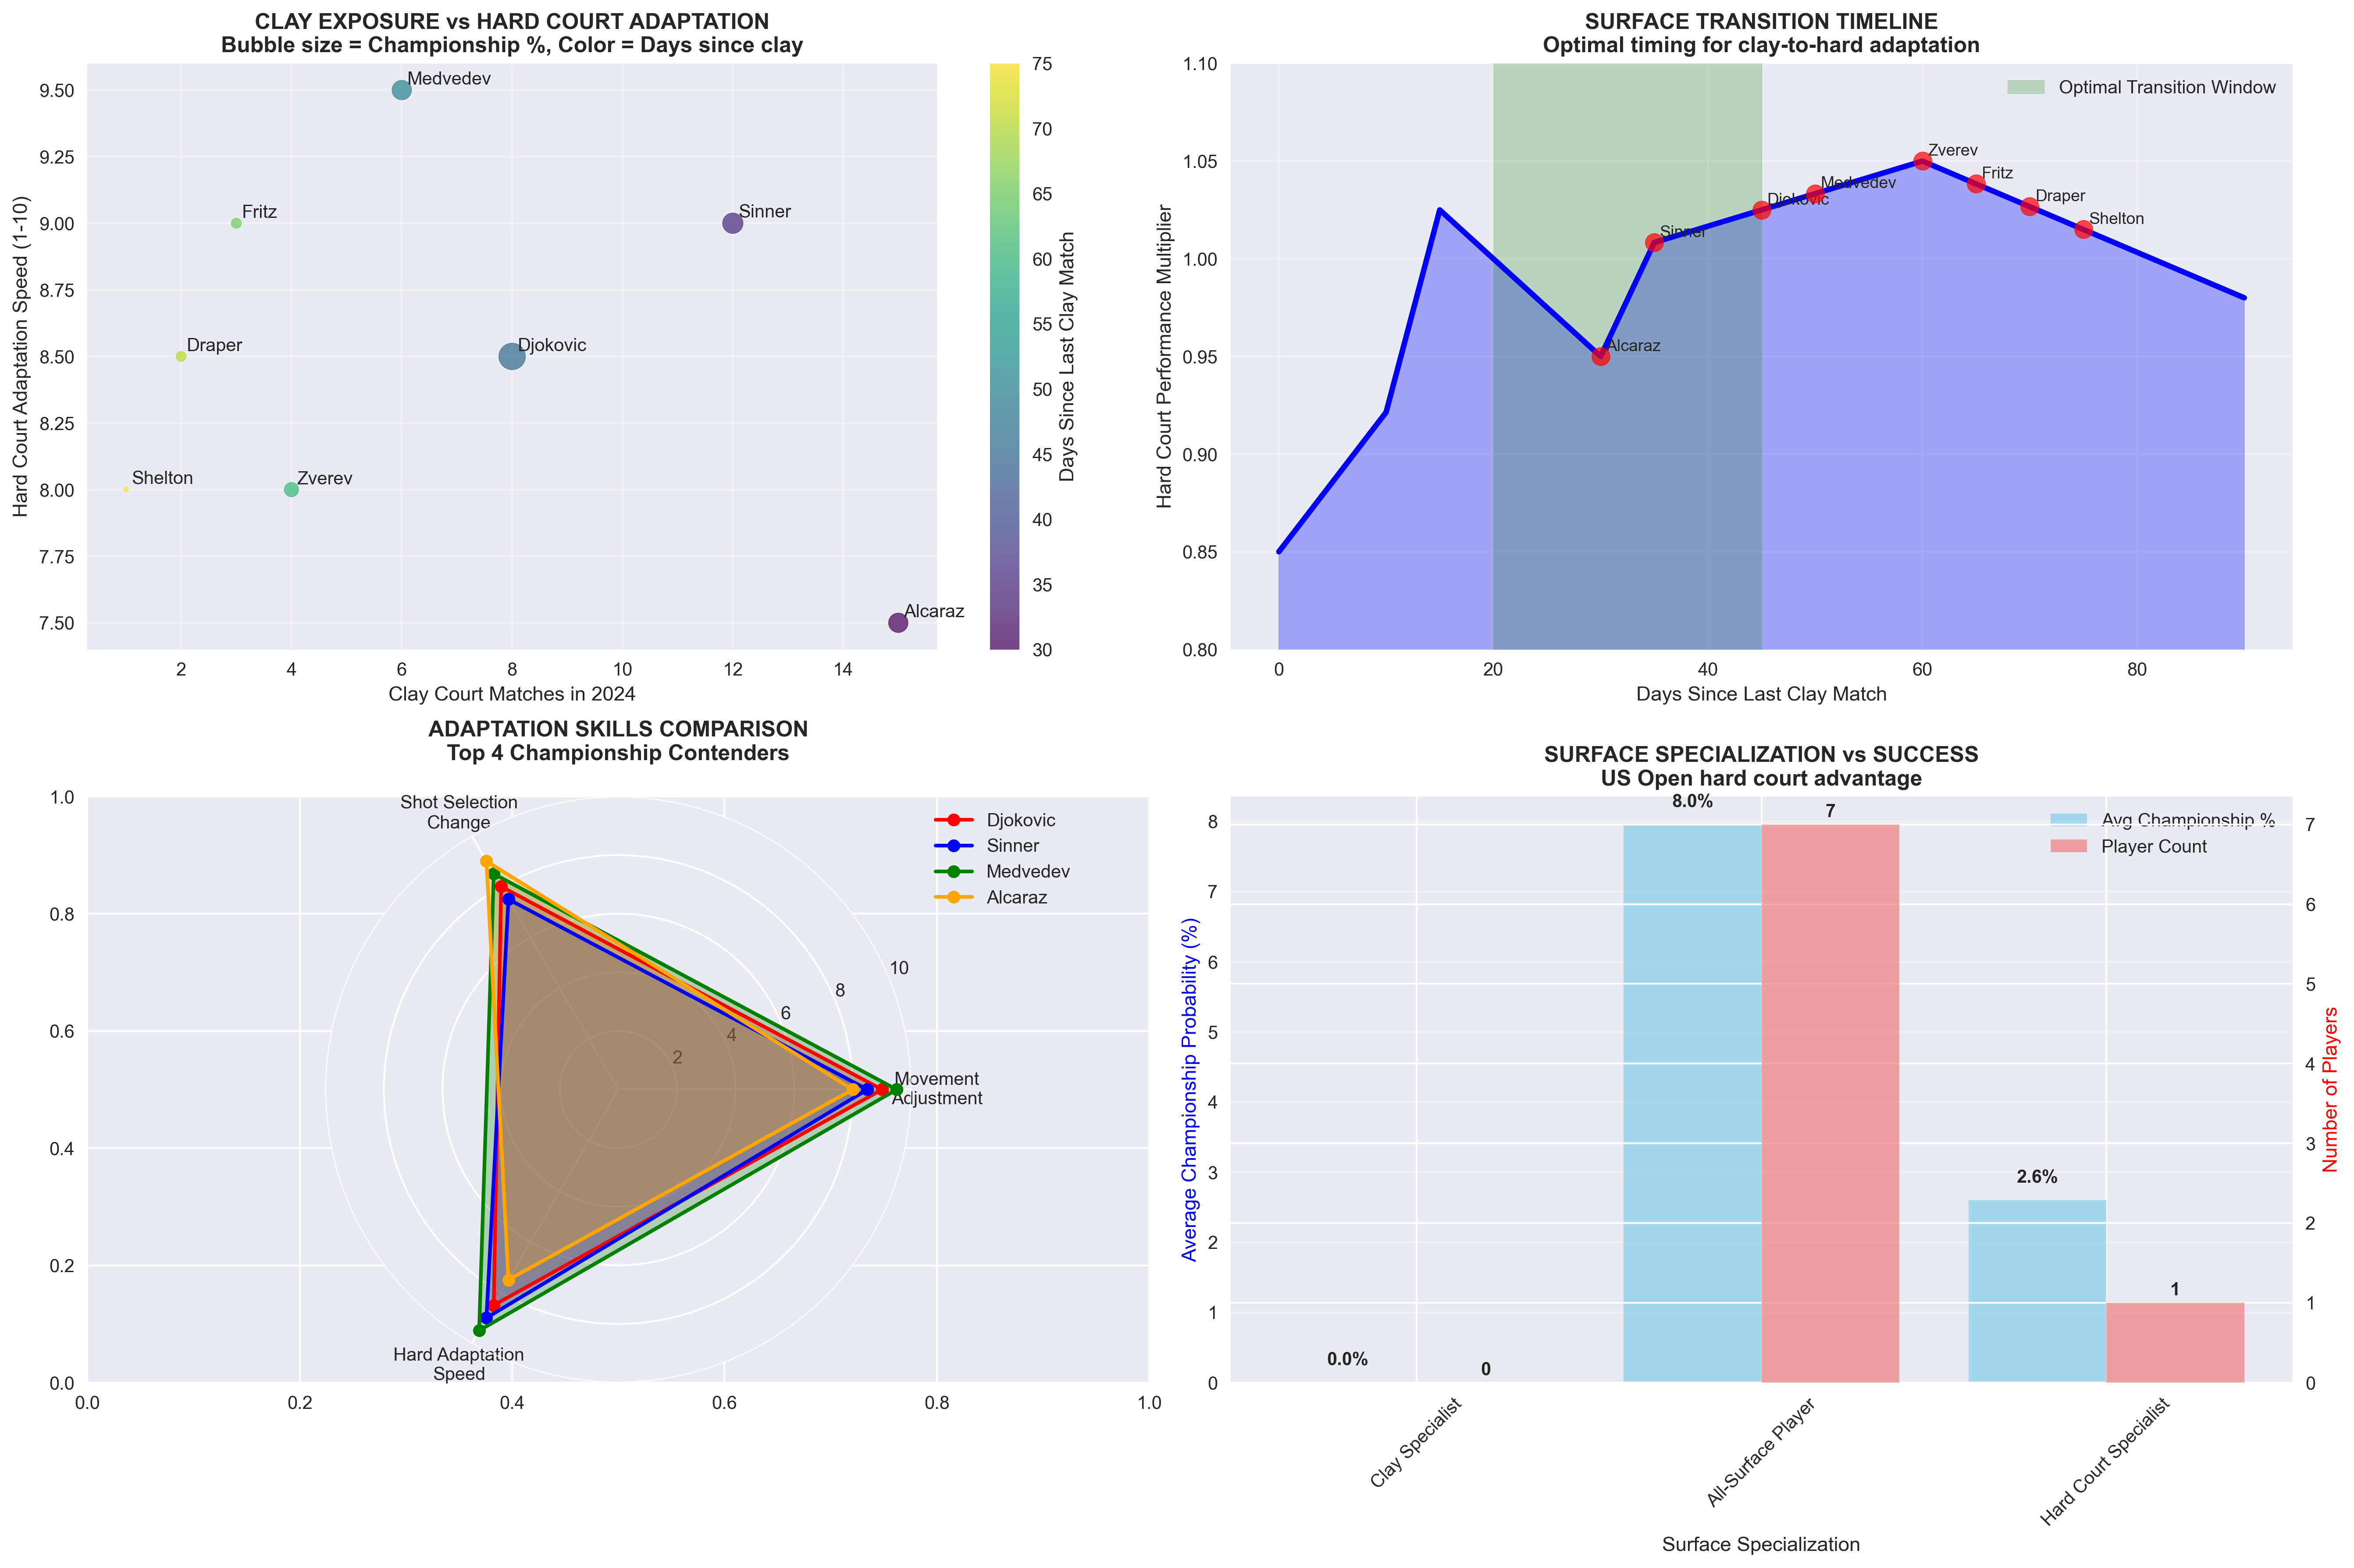 CLAY EXPOSURE vs HARD COURT ADAPTATION
Bubble size = Championship %, Color = Days since clay
Hard Court Adaptation Speed (1-10)
9.50
9.25
9.00
8.75
8.50
8.25
8.00
7.75
7.50
Medvedev
Fritz
Sinner
Draper
Djokovic
Shelton
Zverev
Alcaraz
2
4
6
8
10
12
14
Clay Court Matches in 2024
75
70
65
60
55
50
45
40
35
30
Days Since Last Clay Match
SURFACE TRANSITION TIMELINE
Optimal timing for clay-to-hard adaptation
Hard Court Performance Multiplier
1.10
1.05
1.00
0.95
0.90
0.85
0.80
Optimal Transition Window
Zverev
Fritz
Medvedev
Draper
Djokovic
Shelton
Sinner
Alcaraz
0
20
40
60
80
Days Since Last Clay Match
ADAPTATION SKILLS COMPARISON
Top 4 Championship Contenders
1.0
0.8
0.6
0.4
0.2
0.0
Shot Selection
Change
Djokovic
Sinner
Medvedev
Alcaraz
10
8
6
4
2
Movement
Adjustment
Hard Adaptation
Speed
0.0
0.2
0.4
0.6
0.8
1.0
SURFACE SPECIALIZATION vs SUCCESS
US Open hard court advantage
Average Championship Probability (%)
8
7
6
5
4
3
2
1
0
8.0%
7
Avg Championship %
Player Count
2.6%
1
0.0%
0
7
6
5
4
3
2
1
0
Number of Players
Clay Specialist
All-Surface Player
Hard Court Specialist
Surface Specialization